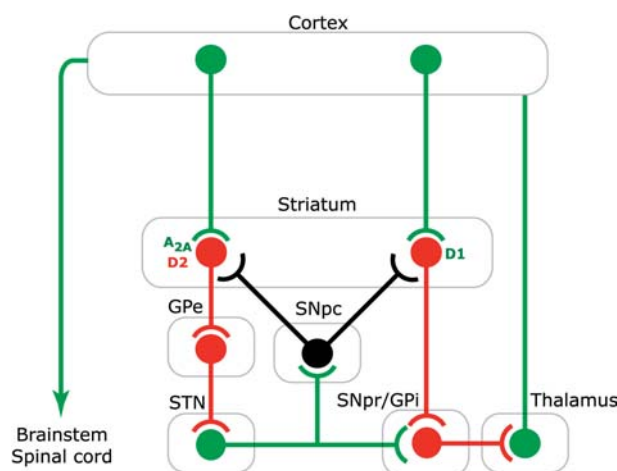 Cortex
Striatum
A2A
D2
D1
GPe
SNpc
STN
SNpr/GPi
Thalamus
Brainstem
Spinal cord